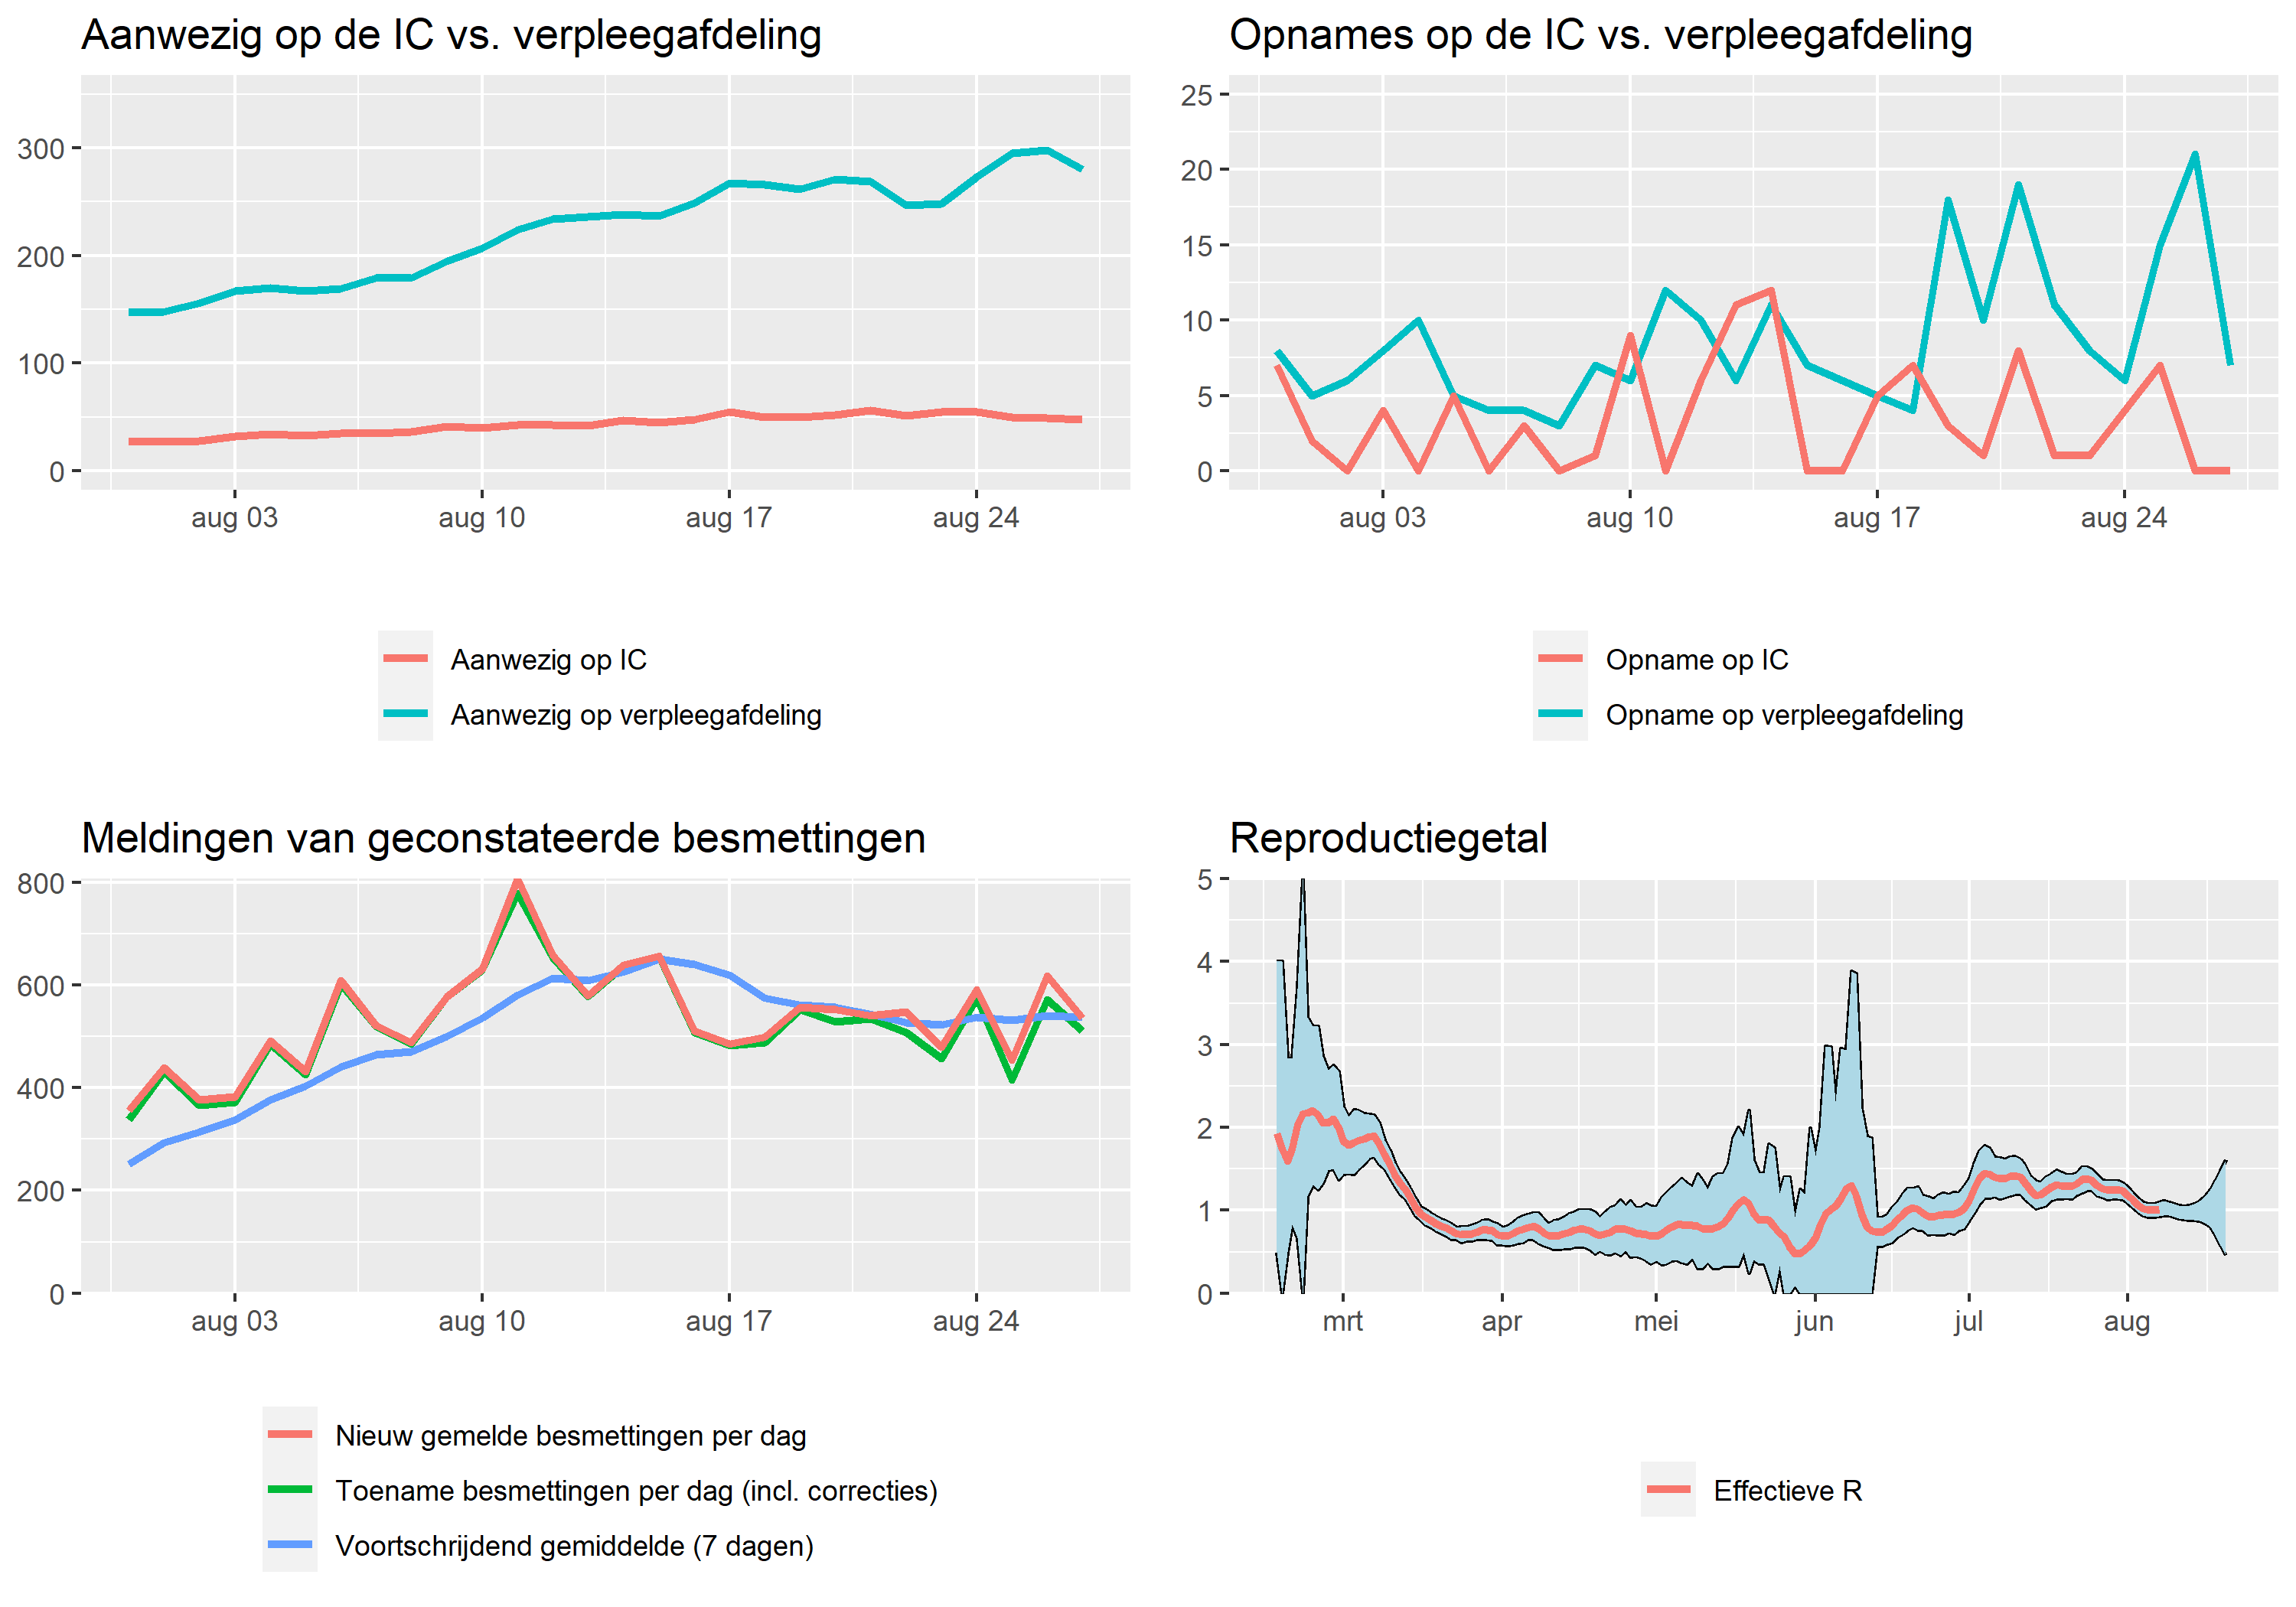 Aanwezig op de IC vs. verpleegafdeling
300
200
100
0
aug 03 aug 10 aug 17 aug 24
Aanwezig op IC
Aanwezig op verpleegafdeling
Opnames op de IC vs. verpleegafdeling
25
20
15
10
5
0
aug 03 aug 10 aug 17 aug 24
Opname op IC
Opname op verpleegafdeling
Meldingen van geconstateerde besmettingen
800
600
400
200
0
aug 03 aug 10 aug 17 aug 24
Nieuw gemelde besmettingen per dag
Toename besmettingen per dag (incl. correcties)
Voortschrijdend gemiddelde (7 dagen)
Reproductiegetal
5
4
3
2
1
0
mrt apr mei jun jul aug
Effectieve R